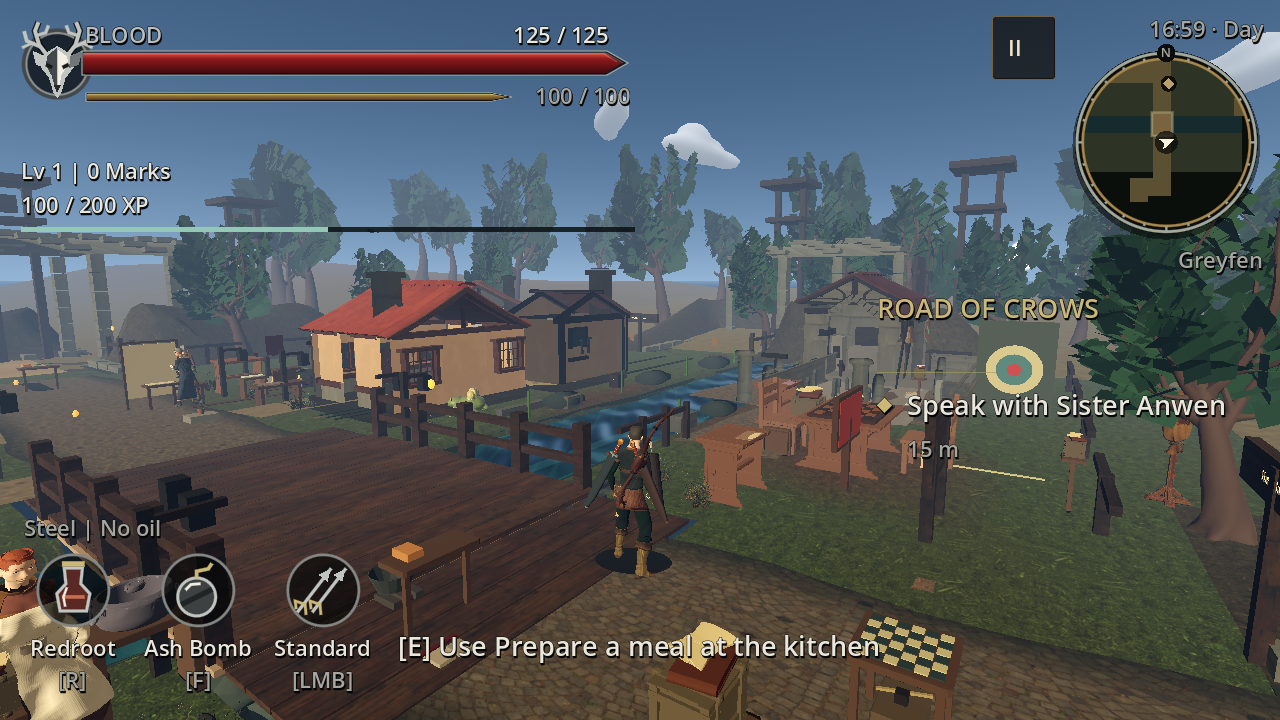 BLOOD
125 / 125
100 / 100
16:59 · Day
N
Lv 1 | 0 Marks
100 / 200 XP
Greyfen
ROAD OF CROWS
Speak with Sister Anwen
15 m
Steel | No oil
Redroot
Ash Bomb
Standard
[R]
[F]
[LMB]
[E] Use Prepare a meal at the kitchen